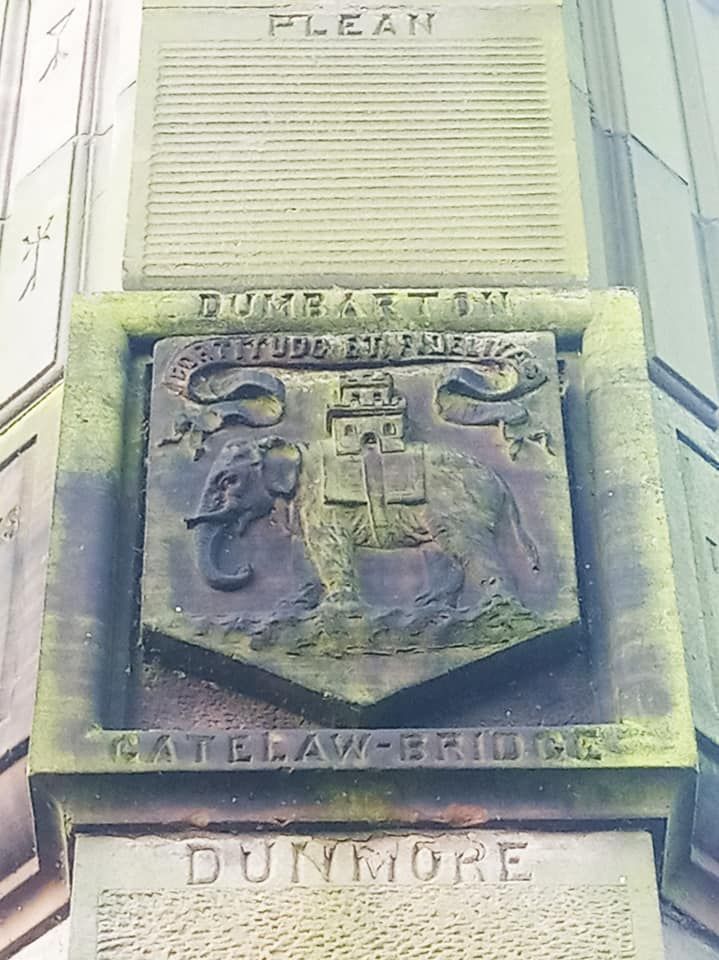 PLEAN
DUMBARTON
FORTITUDO ET FIDELITAS
GATELAW-BRIDGE
DUNMORE